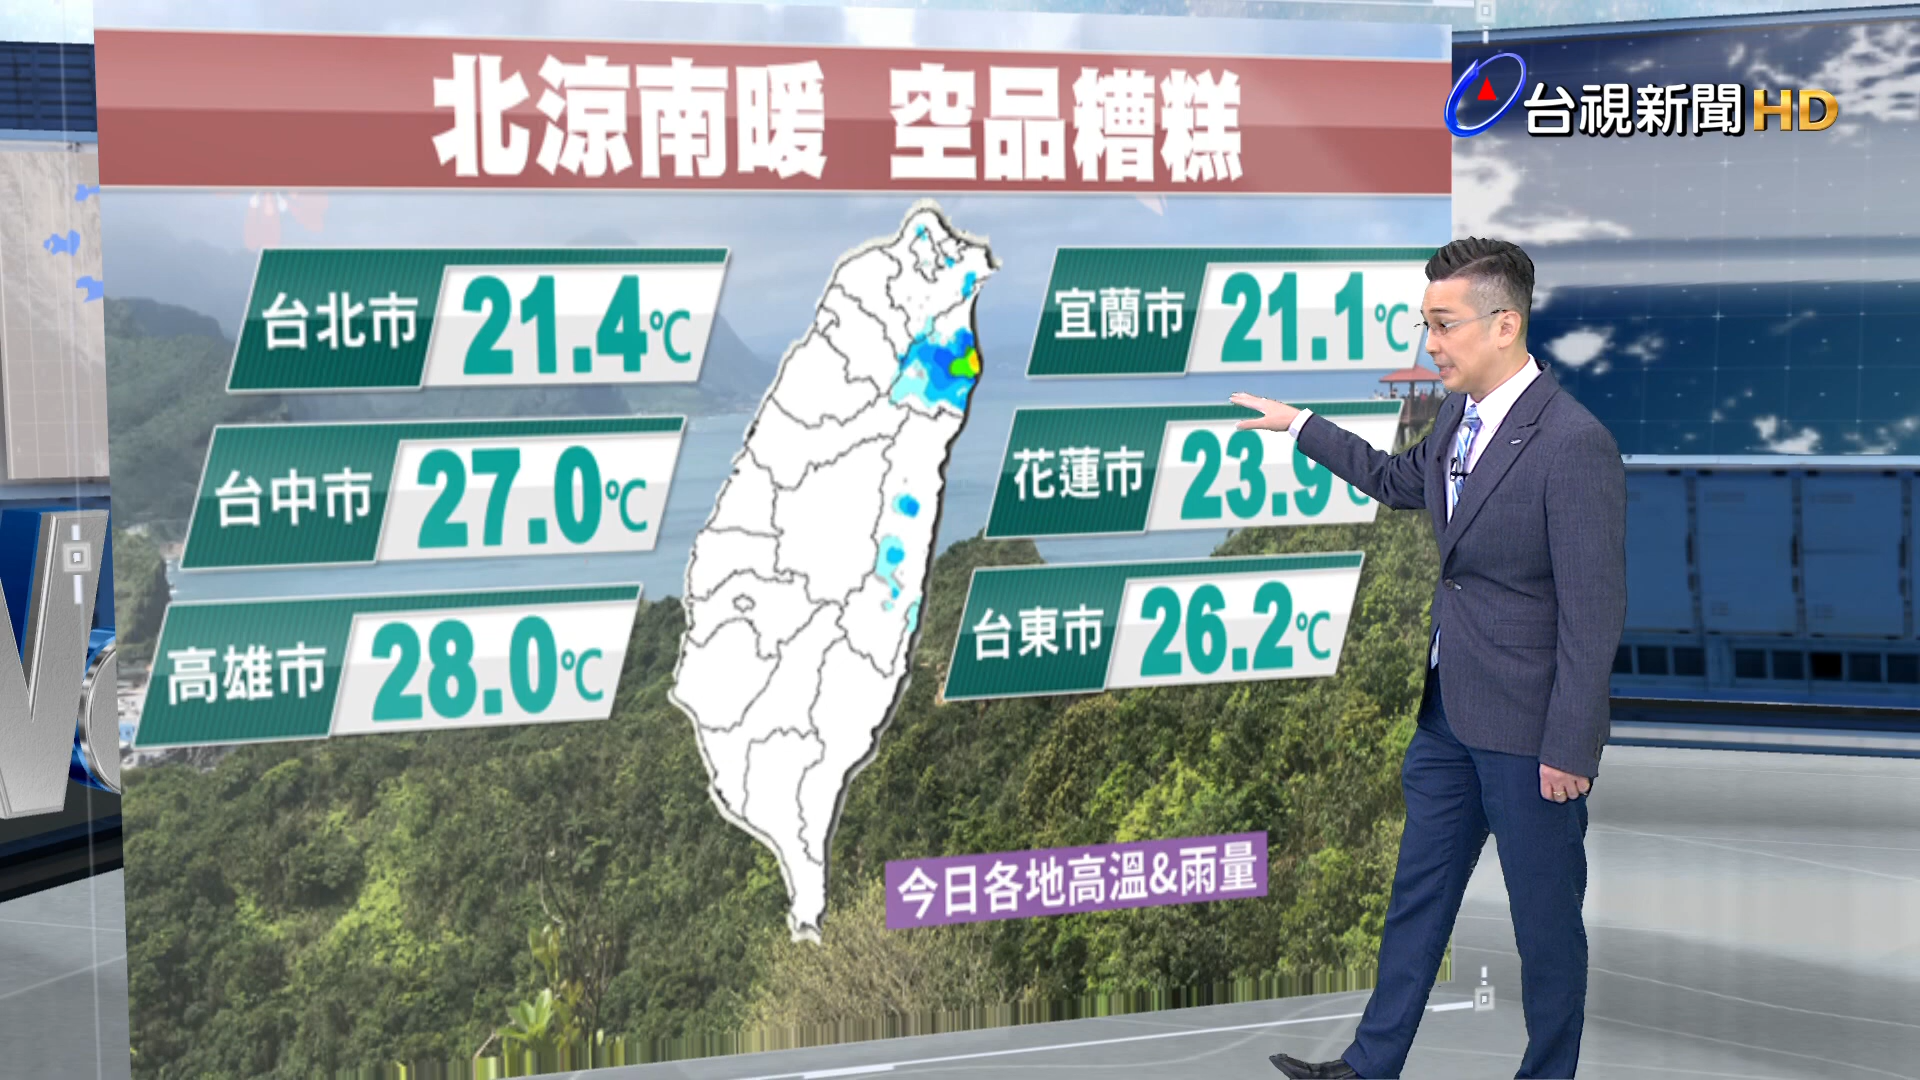 北涼南暖 空品糟糕
台視新聞HD
台北市 21.4℃
台中市 27.0℃
高雄市 28.0℃
宜蘭市 21.1℃
花蓮市 23.9℃
台東市 26.2℃
今日各地高溫&雨量